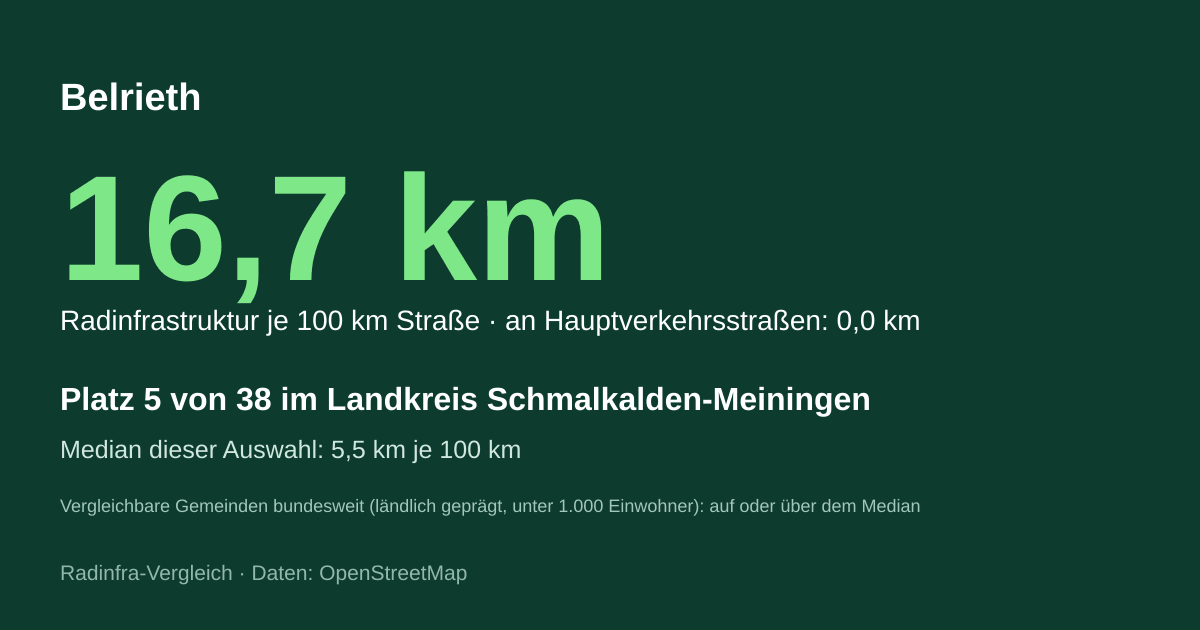 Belrieth
16,7 km
Radinfrastruktur je 100 km Straße · an Hauptverkehrsstraßen: 0,0 km
Platz 5 von 38 im Landkreis Schmalkalden-Meiningen
Median dieser Auswahl: 5,5 km je 100 km
Vergleichbare Gemeinden bundesweit (ländlich geprägt, unter 1.000 Einwohner): auf oder über dem Median
Radinfra-Vergleich · Daten: OpenStreetMap